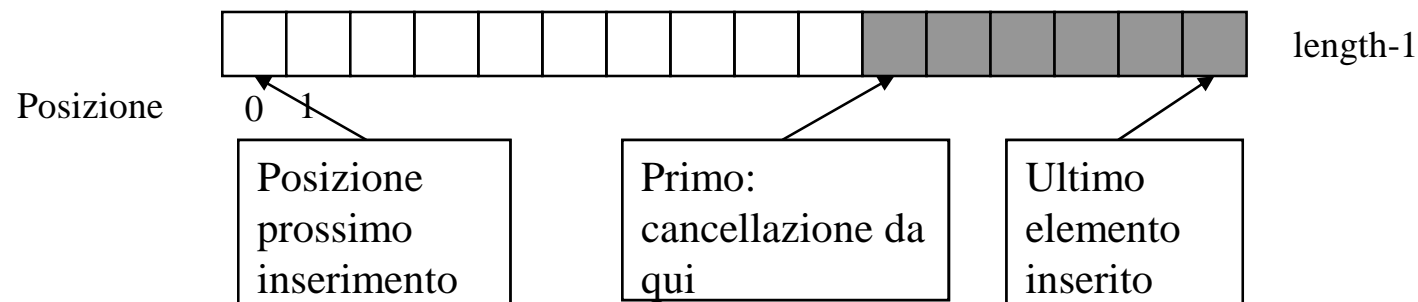 length-1
Posizione 0 1
Posizione
prossimo
inserimento
Primo:
cancellazione da
qui
Ultimo
elemento
inserito